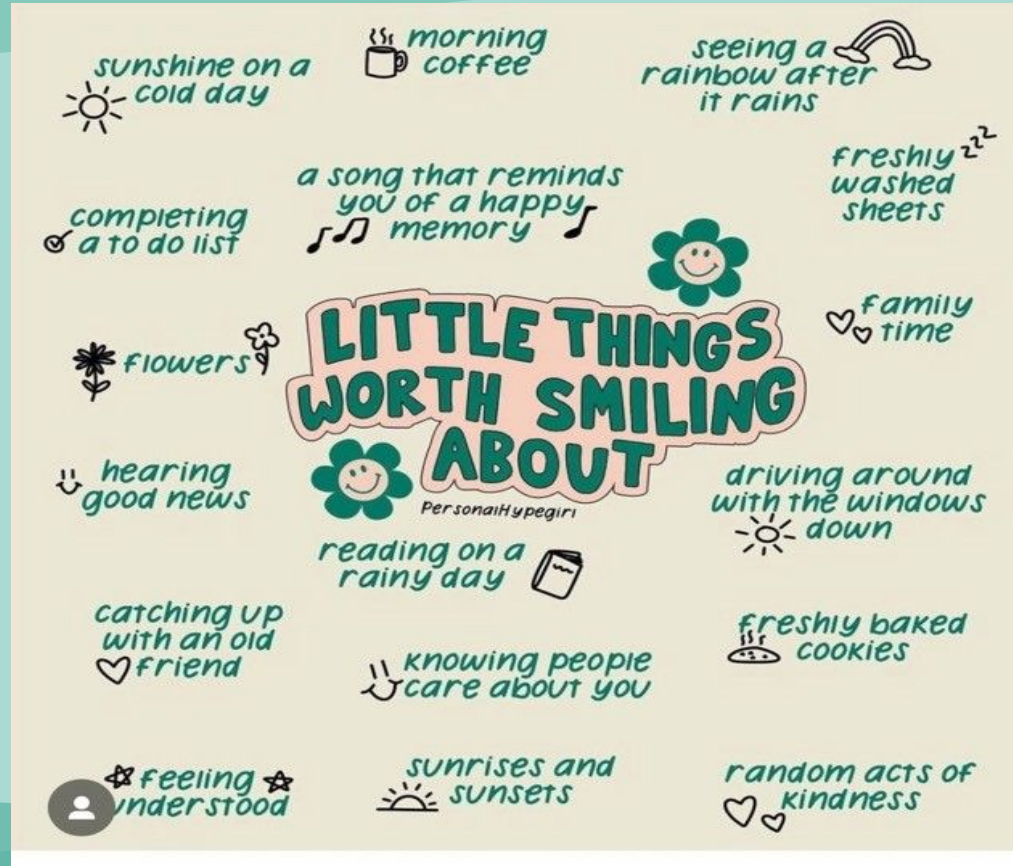 sunshine on a
cold day
morning
coffee
seeing a
rainbow after
it rains
freshly
washed
sheets
zzz
a song that reminds
you of a happy
memory
completing
a to do list
family
time
LITTLE THINGS
WORTH SMILING
ABOUT
PersonalHypegirl
flowers
hearing
good news
driving around
with the windows
down
reading on a
rainy day
catching up
with an old
friend
knowing people
care about you
freshly baked
cookies
feeling
understood
sunrises and
sunsets
random acts of
kindness